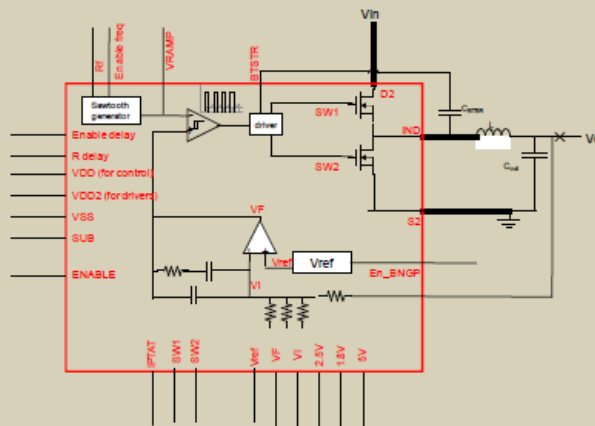 Vin
Rf
Enable freq
VRAMP
BTSTR
Sawtooth
generator
D2
SW1
driver
IND
L
Enable delay
R delay
SW2
VDD (for control)
VDD2 (for drivers)
VSS
VF
S2
SUB
Vref
Vref
ENABLE
En_BNGP
VI
IPTAT
SW1
SW2
Vref
VF
VI
2.5V
1.8V
5V